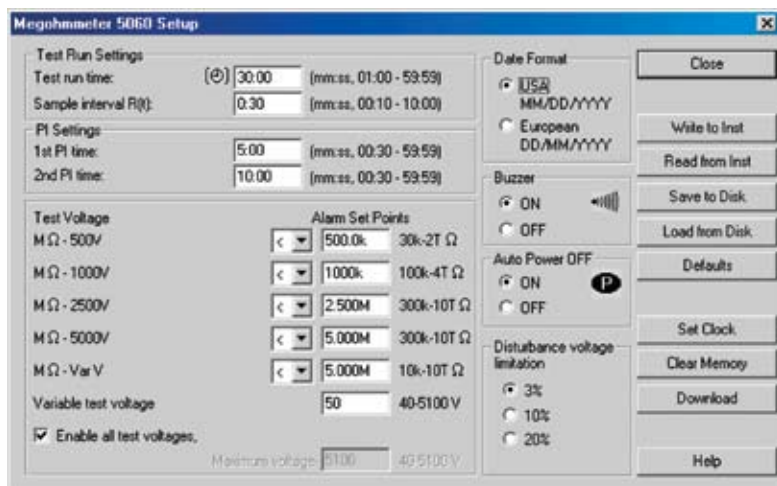 Megohmmeter 5060 Setup
Test Run Settings
Test run time: 30:00 (mm:ss, 01:00 - 59:59)
Sample interval R(t): 0:30 (mm:ss, 00:10 - 10:00)
PI Settings
1st PI time: 5:00 (mm:ss, 00:30 - 59:59)
2nd PI time: 10:00 (mm:ss, 00:30 - 59:59)
Test Voltage Alarm Set Points
MΩ - 500V < 500.0k 30k-2T Ω
MΩ - 1000V < 1000k 100k-4T Ω
MΩ - 2500V < 2.500M 300k-10T Ω
MΩ - 5000V < 5.000M 300k-10T Ω
MΩ - Var V < 5.000M 10k-10T Ω
Variable test voltage 50 40-5100 V
Enable all test voltages,
Maximum voltage 5100 40-5100 V
Date Format
USA
MM/DD/YYYY
European
DD/MM/YYYY
Buzzer
ON
OFF
Auto Power OFF
ON
P
OFF
Disturbance voltage
limitation
3%
10%
20%
Close
Write to Inst
Read from Inst
Save to Disk
Load from Disk
Defaults
Set Clock
Clear Memory
Download
Help